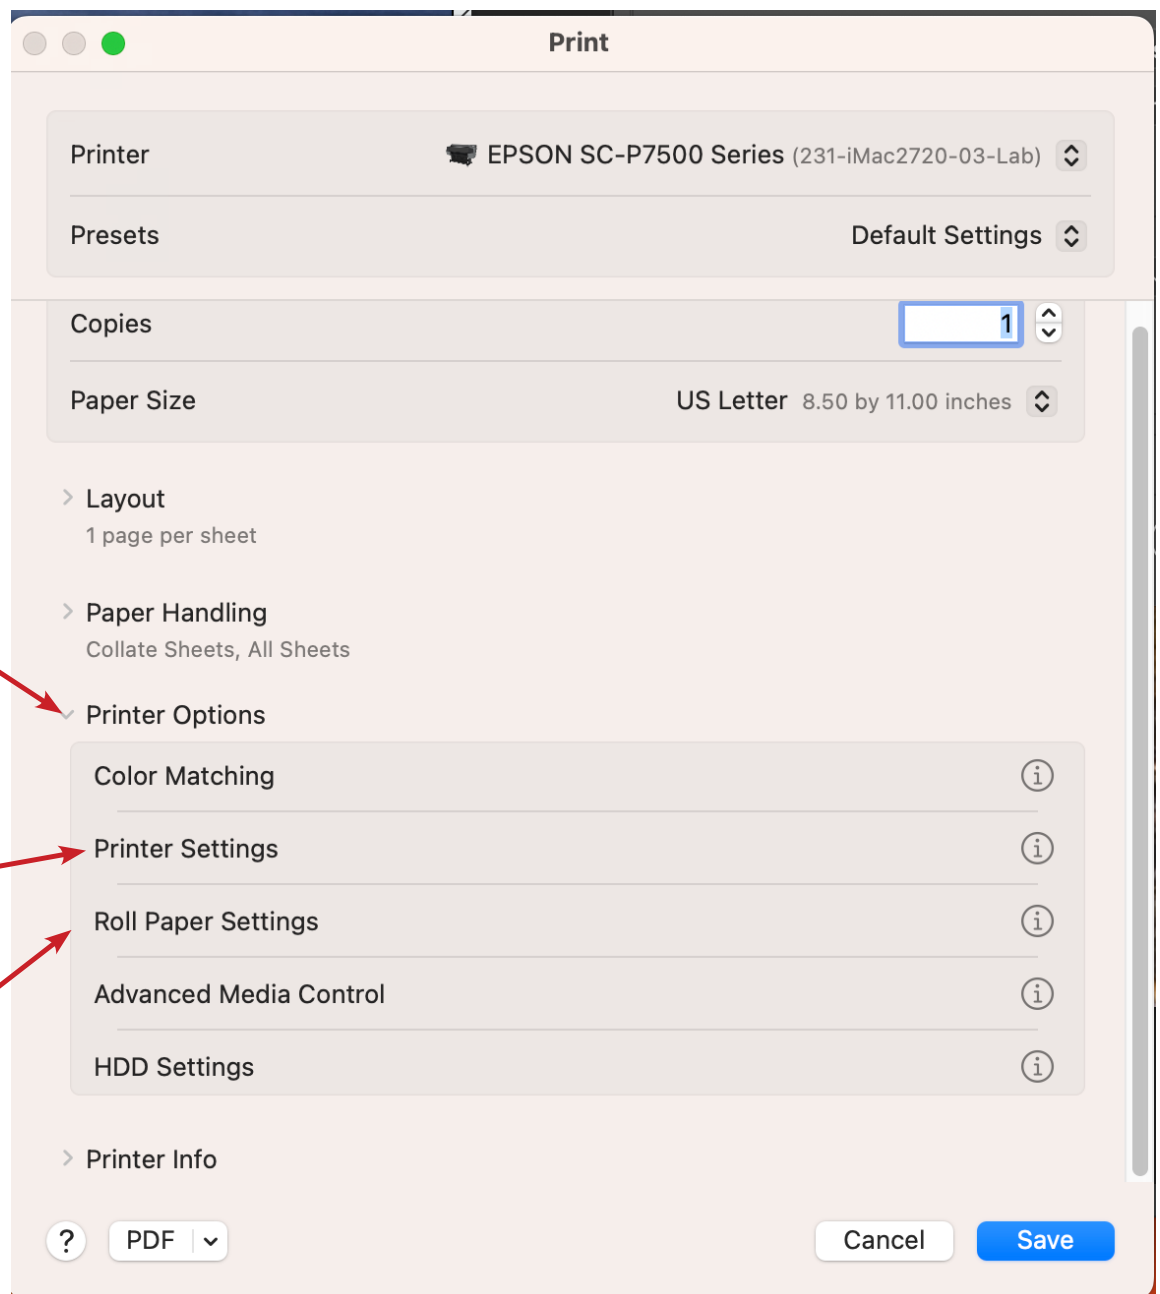 Print
Printer EPSON SC-P7500 Series (231-iMac2720-03-Lab)
Presets Default Settings
Copies 1
Paper Size US Letter 8.50 by 11.00 inches
Layout
1 page per sheet
Paper Handling
Collate Sheets, All Sheets
Printer Options
Color Matching
Printer Settings
Roll Paper Settings
Advanced Media Control
HDD Settings
Printer Info
? PDF Cancel Save